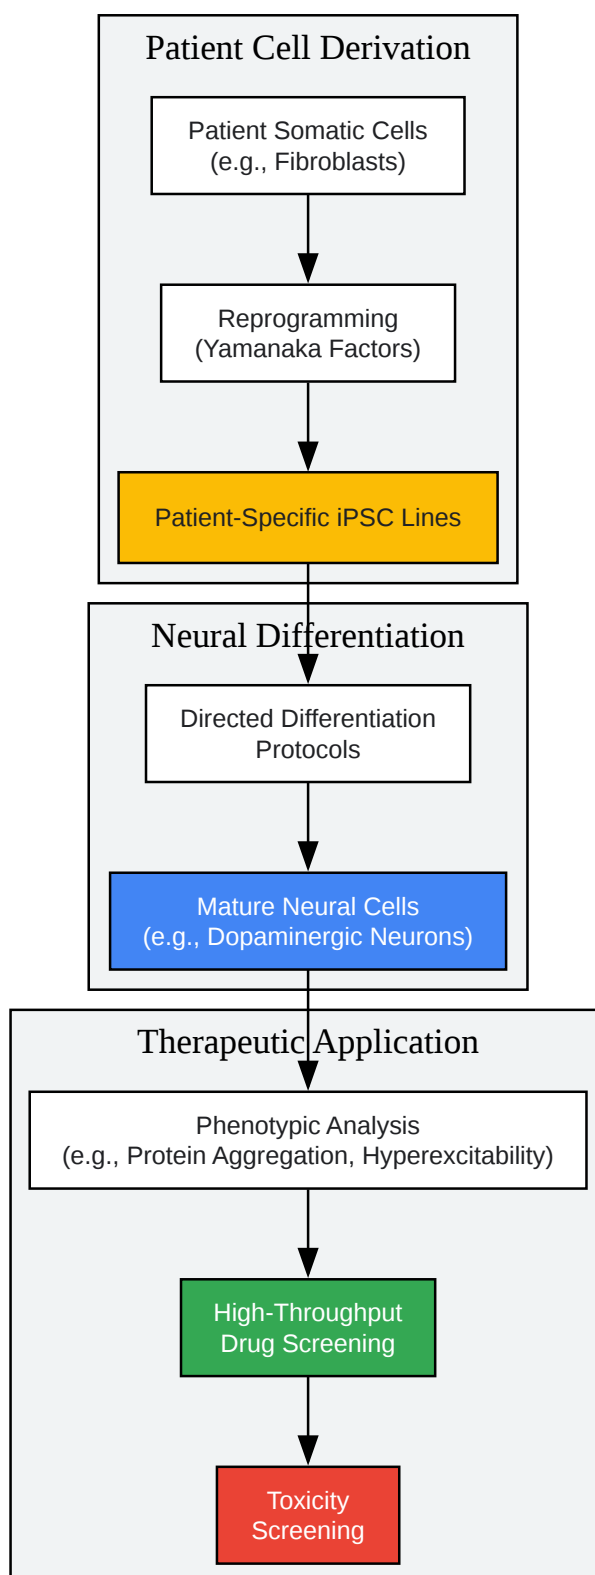 Patient Cell Derivation
Patient Somatic Cells
(e.g., Fibroblasts)
Reprogramming
(Yamanaka Factors)
Patient-Specific iPSC Lines
Neural Differentiation
Directed Differentiation
Protocols
Mature Neural Cells
(e.g., Dopaminergic Neurons)
Therapeutic Application
Phenotypic Analysis
(e.g., Protein Aggregation, Hyperexcitability)
High-Throughput
Drug Screening
Toxicity
Screening